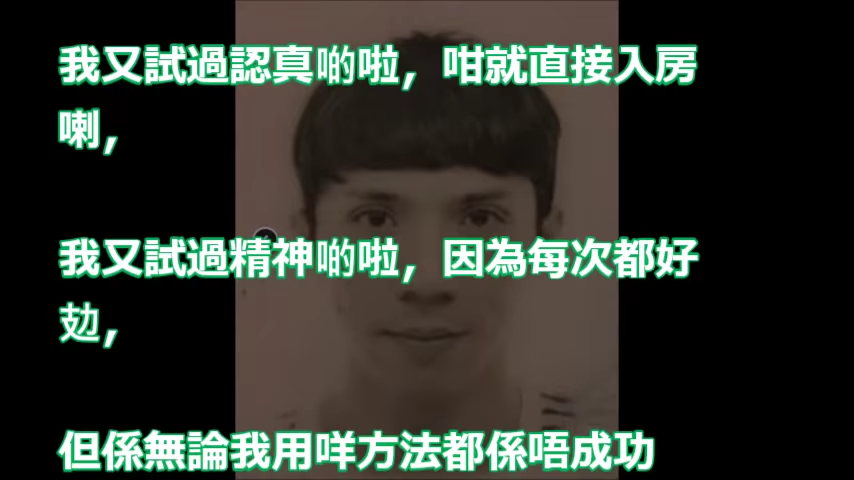 我又試過認真啲啦，咁就直接入房
喇，
我又試過精神啲啦，因為每次都好
攰，
但係無論我用咩方法都係唔成功